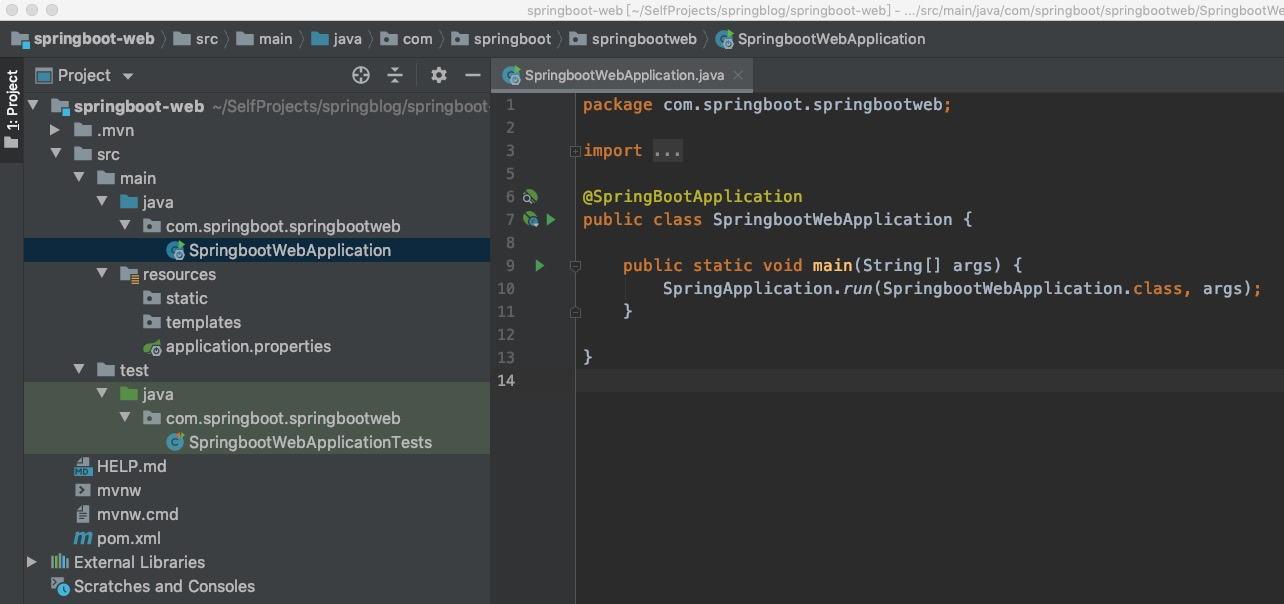 springboot-web [~/SelfProjects/springblog/springboot-web] - .../src/main/java/com/springboot/springbootweb/SpringbootWe
springboot-web src main java com springboot springbootweb SpringbootWebApplication
1: Project
Project
springboot-web ~/SelfProjects/springblog/springboot-
.mvn
src
main
java
com.springboot.springbootweb
SpringbootWebApplication
resources
static
templates
application.properties
test
java
com.springboot.springbootweb
SpringbootWebApplicationTests
HELP.md
mvnw
mvnw.cmd
pom.xml
External Libraries
Scratches and Consoles
SpringbootWebApplication.java
1 package com.springboot.springbootweb;
2
3 import ...
5
6 @SpringBootApplication
7 public class SpringbootWebApplication {
8
9 public static void main(String[] args) {
10 SpringApplication.run(SpringbootWebApplication.class, args);
11 }
12
13 }
14